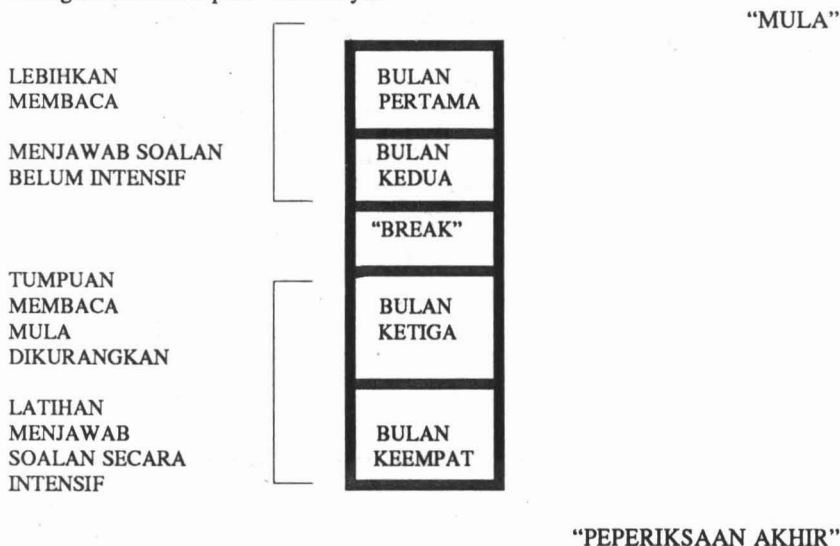 “MULA”
LEBIHKAN
MEMBACA
BULAN
PERTAMA
MENJAWAB SOALAN
BELUM INTENSIF
BULAN
KEDUA
“BREAK”
TUMPUAN
MEMBACA
MULA
DIKURANGKAN
BULAN
KETIGA
LATIHAN
MENJAWAB
SOALAN SECARA
INTENSIF
BULAN
KEEMPAT
“PEPERIKSAAN AKHIR”